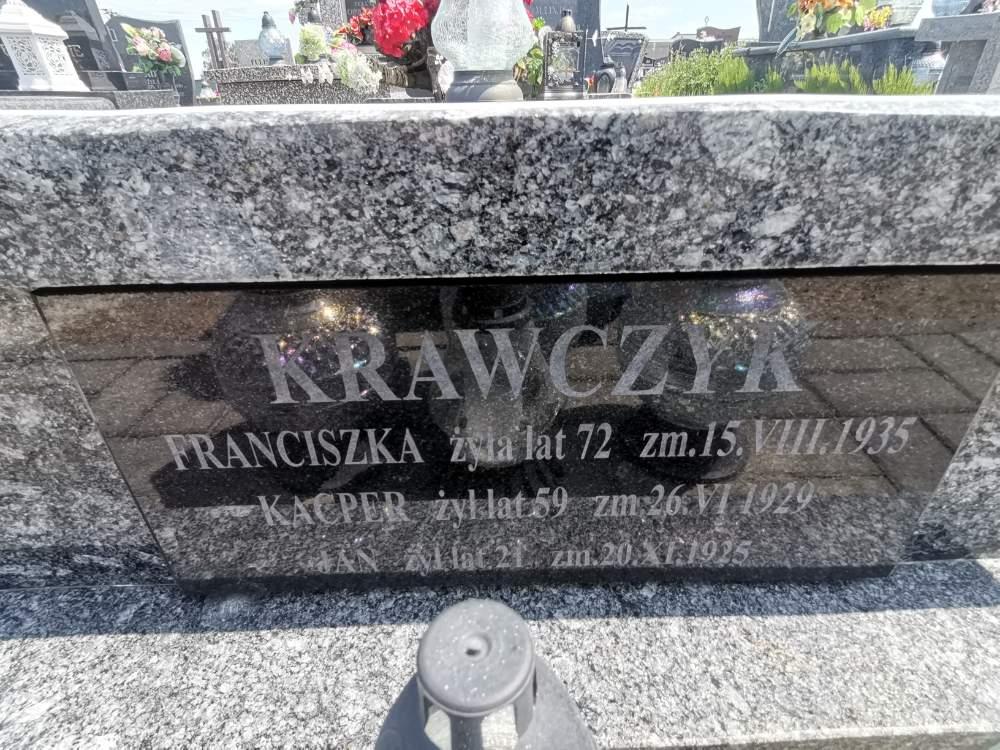 KRAWCZYK
FRANCISZKA żyła lat 72 zm.15.VIII.1935
KACPER żył lat 59 zm.26.VI.1929
JAN żył lat 21 zm.20.XI.1925